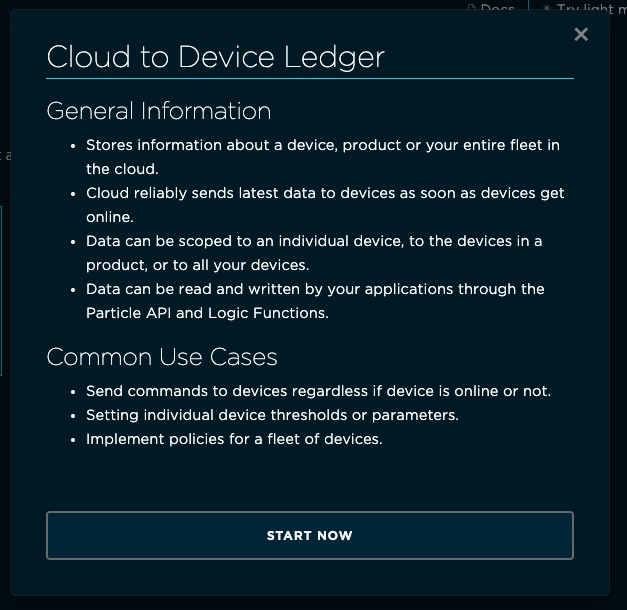 Docs
Try light m
Cloud to Device Ledger
General Information
• Stores information about a device, product or your entire fleet in
the cloud.
• Cloud reliably sends latest data to devices as soon as devices get
online.
• Data can be scoped to an individual device, to the devices in a
product, or to all your devices.
• Data can be read and written by your applications through the
Particle API and Logic Functions.
Common Use Cases
• Send commands to devices regardless if device is online or not.
• Setting individual device thresholds or parameters.
• Implement policies for a fleet of devices.
START NOW